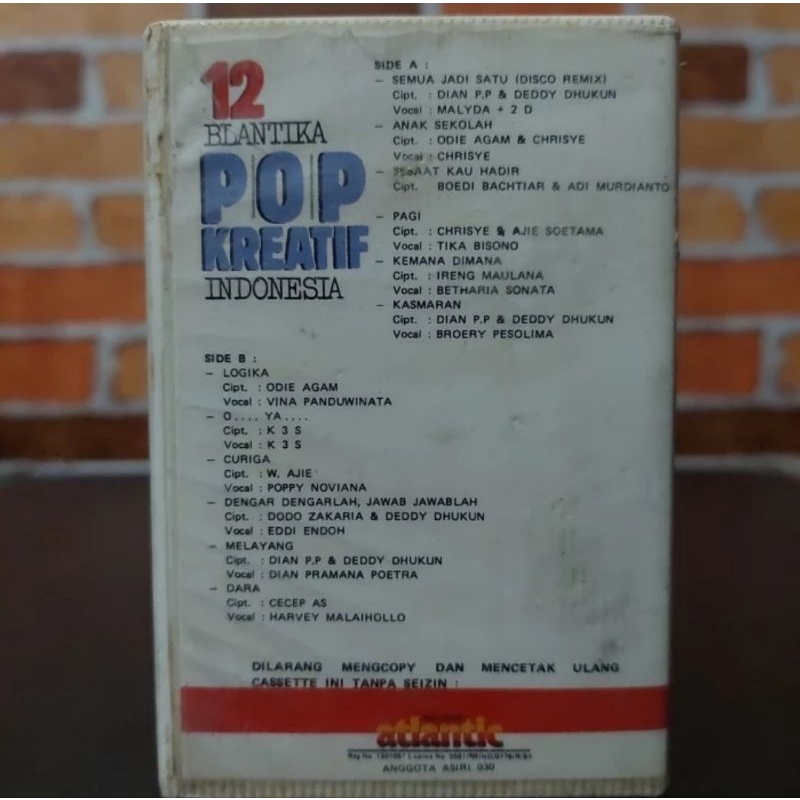 12
BLANTIKA
POP
KREATIF
INDONESIA
SIDE A :
– SEMUA JADI SATU (DISCO REMIX)
Cipt. : DIAN P.P & DEDDY DHUKUN
Vocal : MALYDA + 2 D
– ANAK SEKOLAH
Cipt. : ODIE AGAM & CHRISYE
Vocal : CHRISYE
– KAU HADIR
Cipt. BOEDI BACHTIAR & ADI MURDIANTO
– PAGI
Cipt. : CHRISYE & AJIE SOETAMA
Vocal : TIKA BISONO
– KEMANA DIMANA
Cipt. : IRENG MAULANA
Vocal : BETHARIA SONATA
– KASMARAN
Cipt. : DIAN P.P & DEDDY DHUKUN
Vocal : BROERY PESOLIMA
SIDE B :
– LOGIKA
Cipt. : ODIE AGAM
Vocal : VINA PANDUWINATA
– O.... YA....
Cipt. : K 3 S
Vocal : K 3 S
– CURIGA
Cipt. : W. AJIE
Vocal : POPPY NOVIANA
– DENGAR DENGARLAH, JAWAB JAWABLAH
Cipt. : DODO ZAKARIA & DEDDY DHUKUN
Vocal : EDDI ENDOH
– MELAYANG
Cipt. : DIAN P.P & DEDDY DHUKUN
Vocal : DIAN PRAMANA POETRA
– DARA
Cipt. : CECEP AS
Vocal : HARVEY MALAIHOLLO
DILARANG MENGCOPY DAN MENCETAK ULANG
CASSETTE INI TANPA SEIZIN :
atlantic
ANGGOTA ASIRI 030